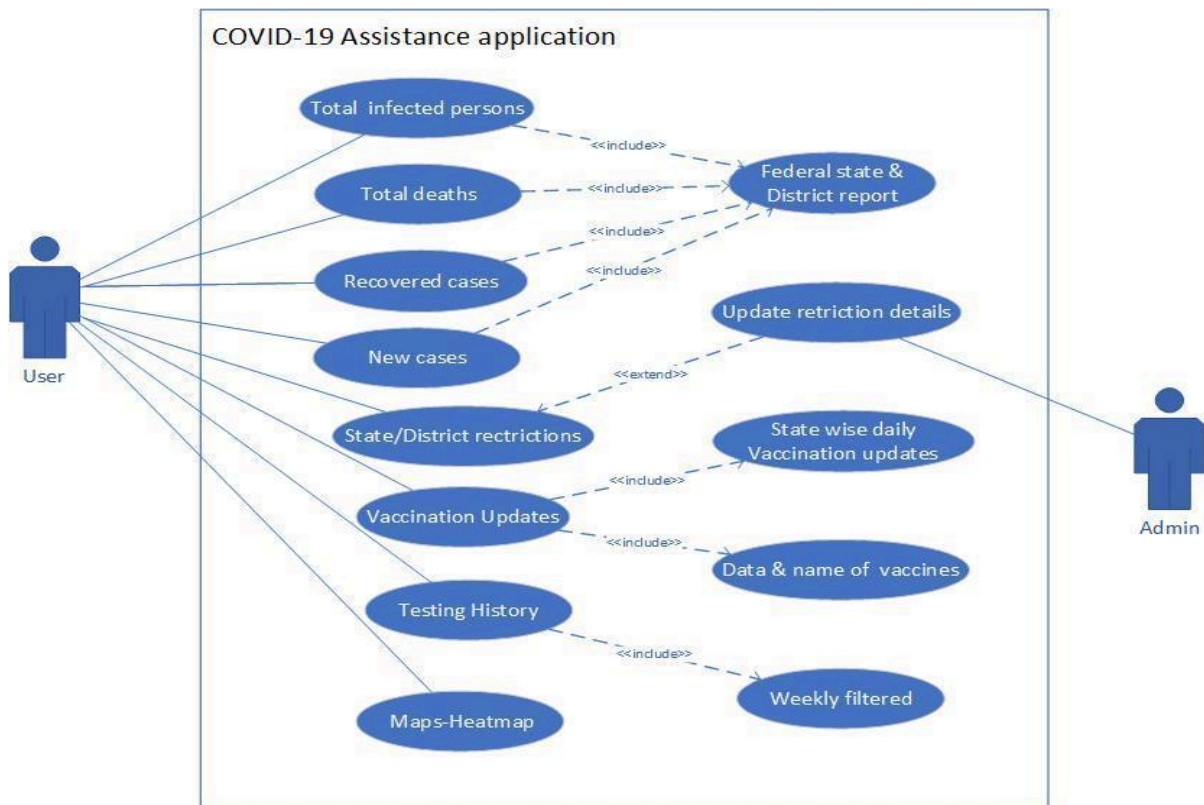 COVID-19 Assistance application
Total infected persons
<<include>>
Federal state &
District report
Total deaths
<<include>>
<<include>>
Recovered cases
<<include>>
Update retriction details
New cases
User
<<extend>>
State/District rectrictions
State wise daily
Vaccination updates
<<include>>
Vaccination Updates
Admin
<<include>>
Data & name of vaccines
Testing History
<<include>>
Weekly filtered
Maps-Heatmap